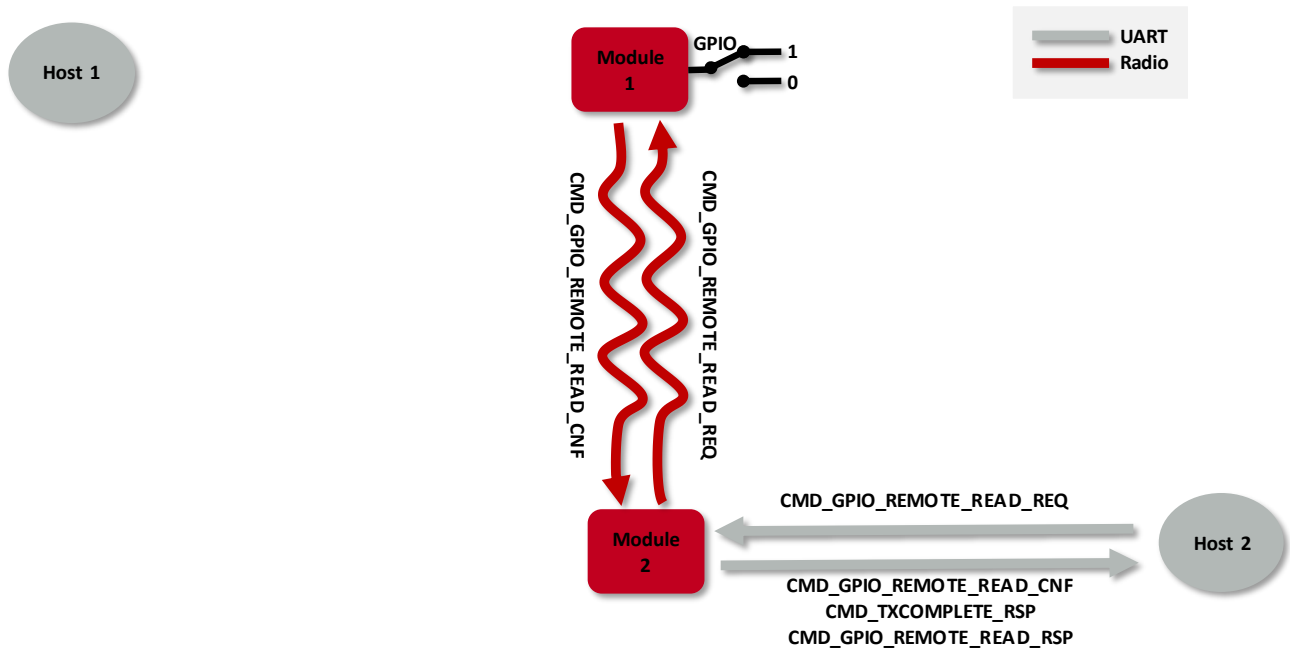 Host 1
Module
1
GPIO
1
0
UART
Radio
CMD_GPIO_REMOTE_READ_CNF
CMD_GPIO_REMOTE_READ_REQ
Module
2
CMD_GPIO_REMOTE_READ_REQ
Host 2
CMD_GPIO_REMOTE_READ_CNF
CMD_TXCOMPLETE_RSP
CMD_GPIO_REMOTE_READ_RSP